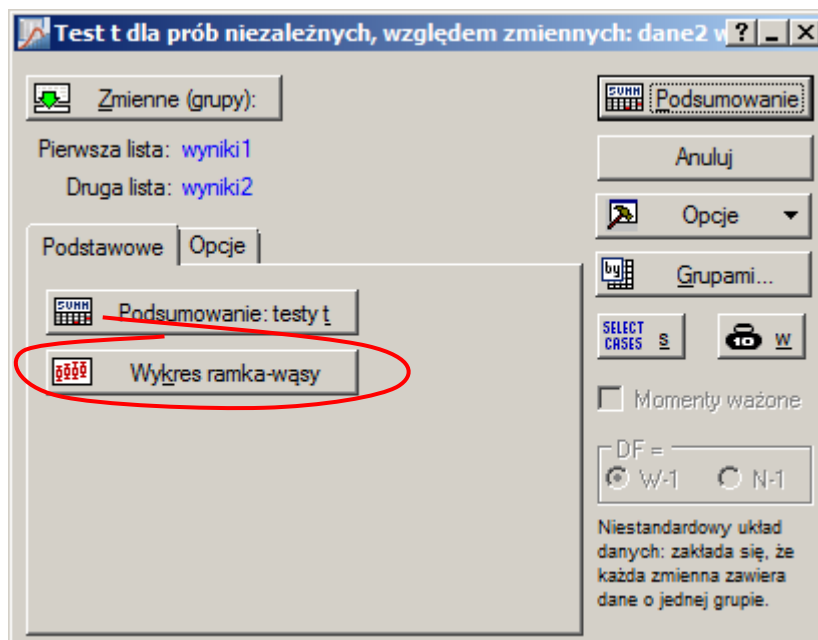 Test t dla prób niezależnych, względem zmiennych: dane2 w ? _ X
Zmienne (grupy):
Pierwsza lista: wyniki1
Druga lista: wyniki2
Podstawowe Opcje
SUMM Podsumowanie: testy t
Wykres ramka-wąsy
SUMM Podsumowanie
Anuluj
Opcje
by Grupami...
SELECT CASES S W
Momenty ważone
DF =
W-1 N-1
Niestandardowy układ
danych: zakłada się, że
każda zmienna zawiera
dane o jednej grupie.